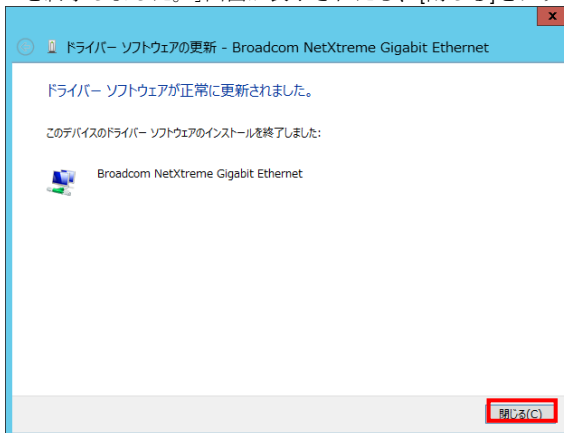 ドライバー ソフトウェアの更新 - Broadcom NetXtreme Gigabit Ethernet
ドライバー ソフトウェアが正常に更新されました。
このデバイスのドライバー ソフトウェアのインストールを終了しました:
Broadcom NetXtreme Gigabit Ethernet
閉じる(C)